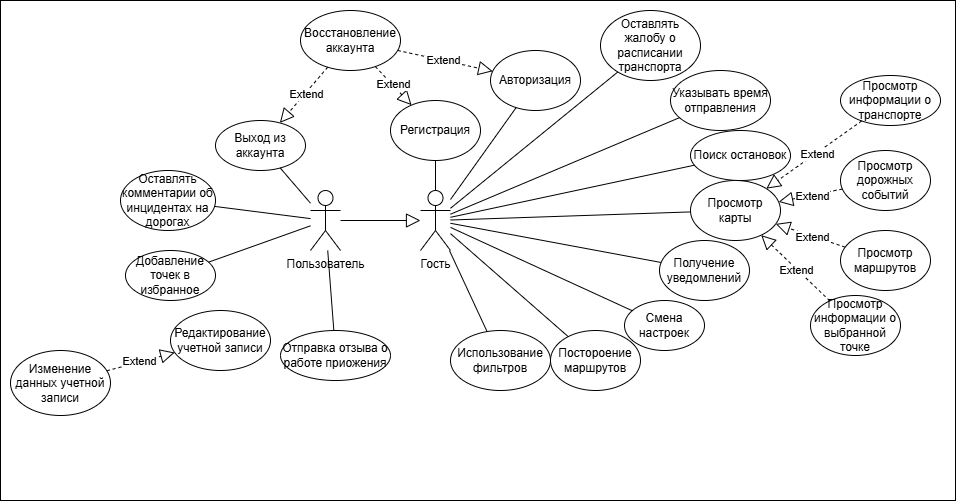 Восстановление
аккаунта
Extend
Extend
Extend
Авторизация
Регистрация
Выход из
аккаунта
Оставлять
жалобу о
расписании
транспорта
Указывать время
отправления
Поиск остановок
Просмотр
карты
Просмотр
информации о
транспорте
Extend
Просмотр
дорожных
событий
Extend
Просмотр
маршрутов
Extend
Просмотр
информации о
выбранной
точке
Extend
Оставлять
комментарии об
инцидентах на
дорогах
Добавление
точек в
избранное
Пользователь
Гость
Получение
уведомлений
Смена
настроек
Постороение
маршрутов
Использование
фильтров
Отправка отзыва о
работе приожения
Редактирование
учетной записи
Extend
Изменение
данных учетной
записи